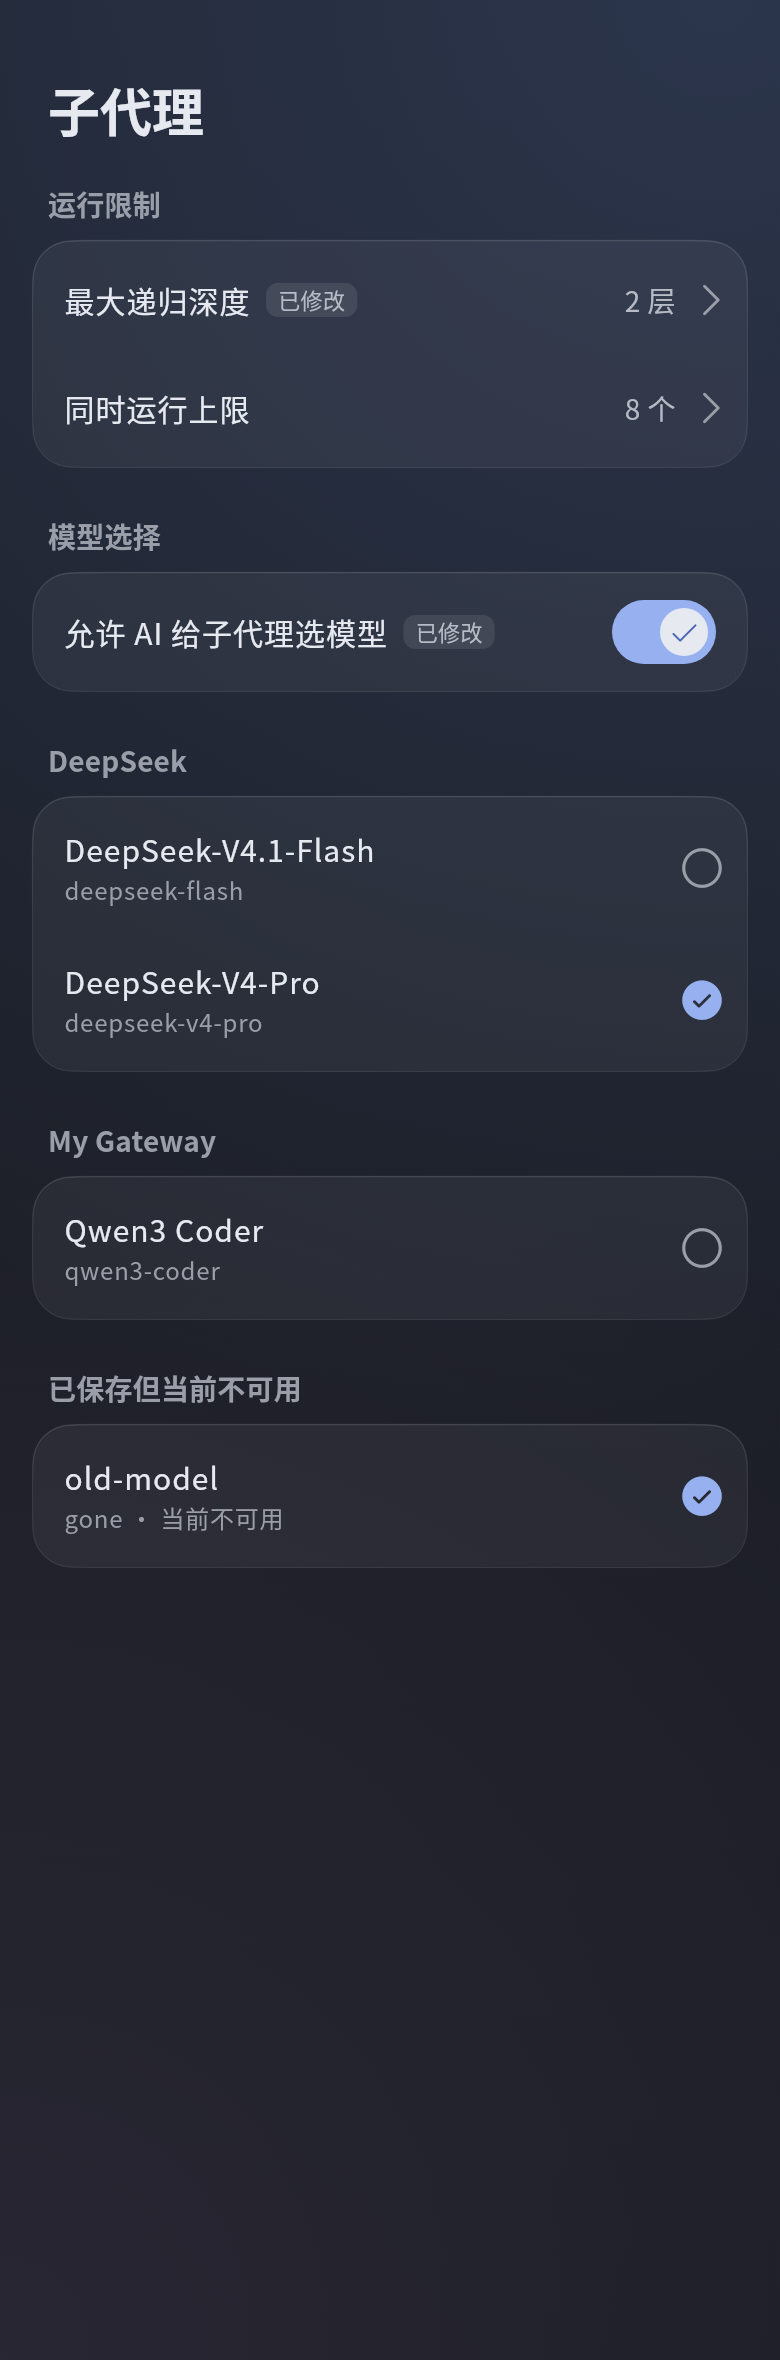 子代理
运行限制
最大递归深度 已修改 2 层
同时运行上限 8 个
模型选择
允许 AI 给子代理选模型 已修改
DeepSeek
DeepSeek-V4.1-Flash
deepseek-flash
DeepSeek-V4-Pro
deepseek-v4-pro
My Gateway
Qwen3 Coder
qwen3-coder
已保存但当前不可用
old-model
gone · 当前不可用